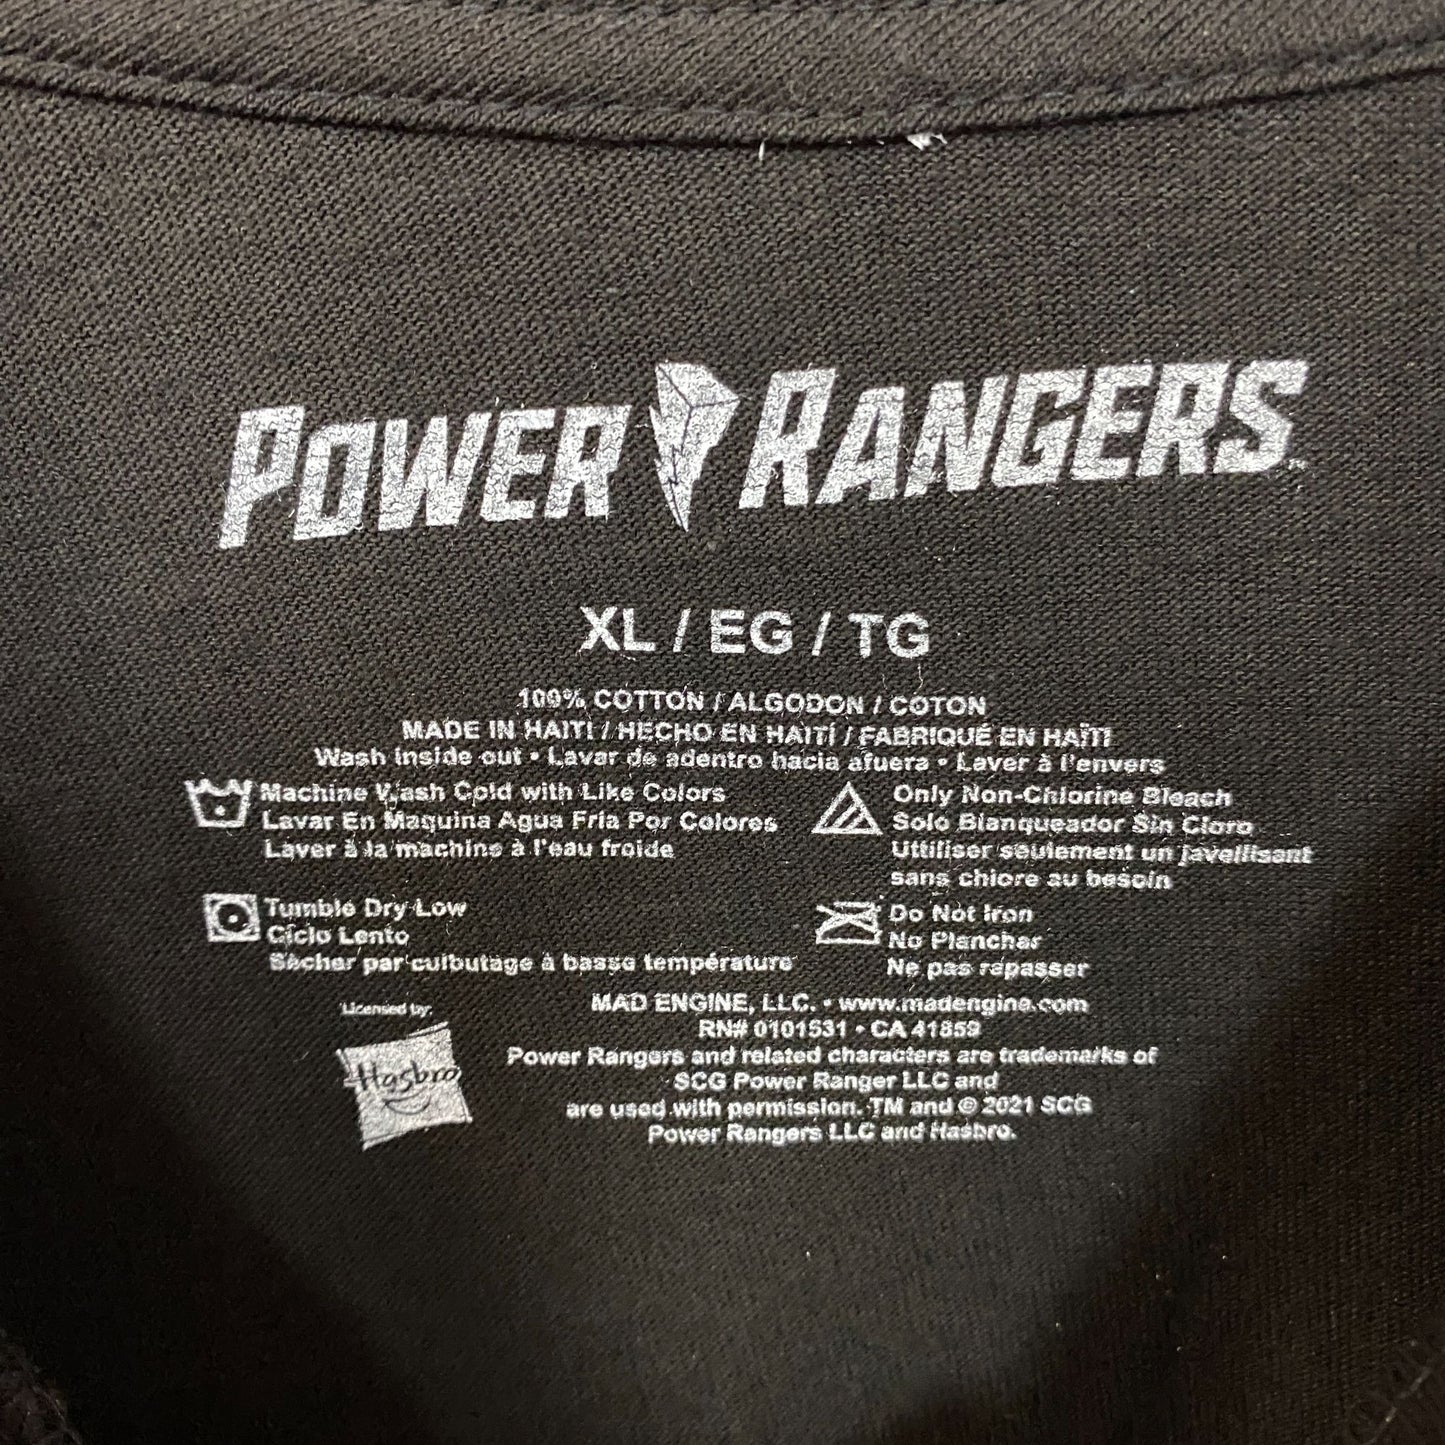 POWER RANGERS™
XL / EG / TG
100% COTTON / ALGODON / COTON
MADE IN HAITI / HECHO EN HAITÍ / FABRIQUÉ EN HAÏTI
Wash inside out • Lavar de adentro hacia afuera • Laver à l'envers
Machine Wash Cold with Like Colors
Lavar En Maquina Agua Fria Por Colores
Laver à la machine à l'eau froide
Only Non-Chlorine Bleach
Solo Blanqueador Sin Cloro
Uttiliser seulement un javellisant
sans chlore au besoin
Tumble Dry Low
Ciclo Lento
Sècher par culbutage à basse température
Do Not Iron
No Planchar
Ne pas rapasser
Licensed by:
Hasbro
MAD ENGINE, LLC. • www.madengine.com
RN# 0101531 • CA 41859
Power Rangers and related characters are trademarks of
SCG Power Ranger LLC and
are used with permission. TM and © 2021 SCG
Power Rangers LLC and Hasbro.